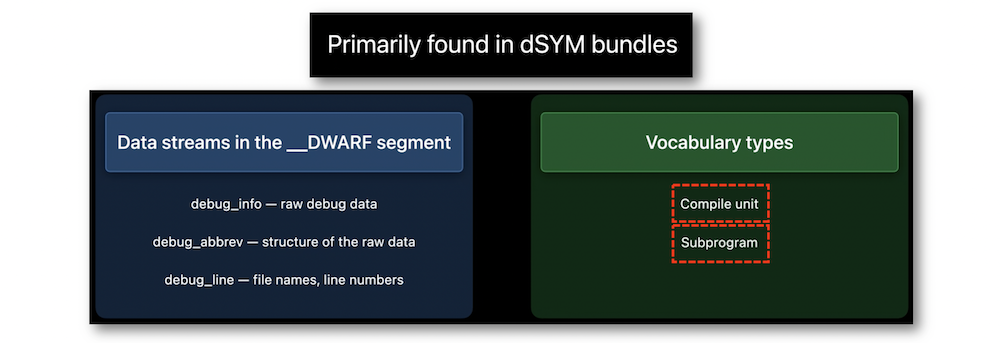 Primarily found in dSYM bundles
Data streams in the __DWARF segment
debug_info — raw debug data
debug_abbrev — structure of the raw data
debug_line — file names, line numbers
Vocabulary types
Compile unit
Subprogram